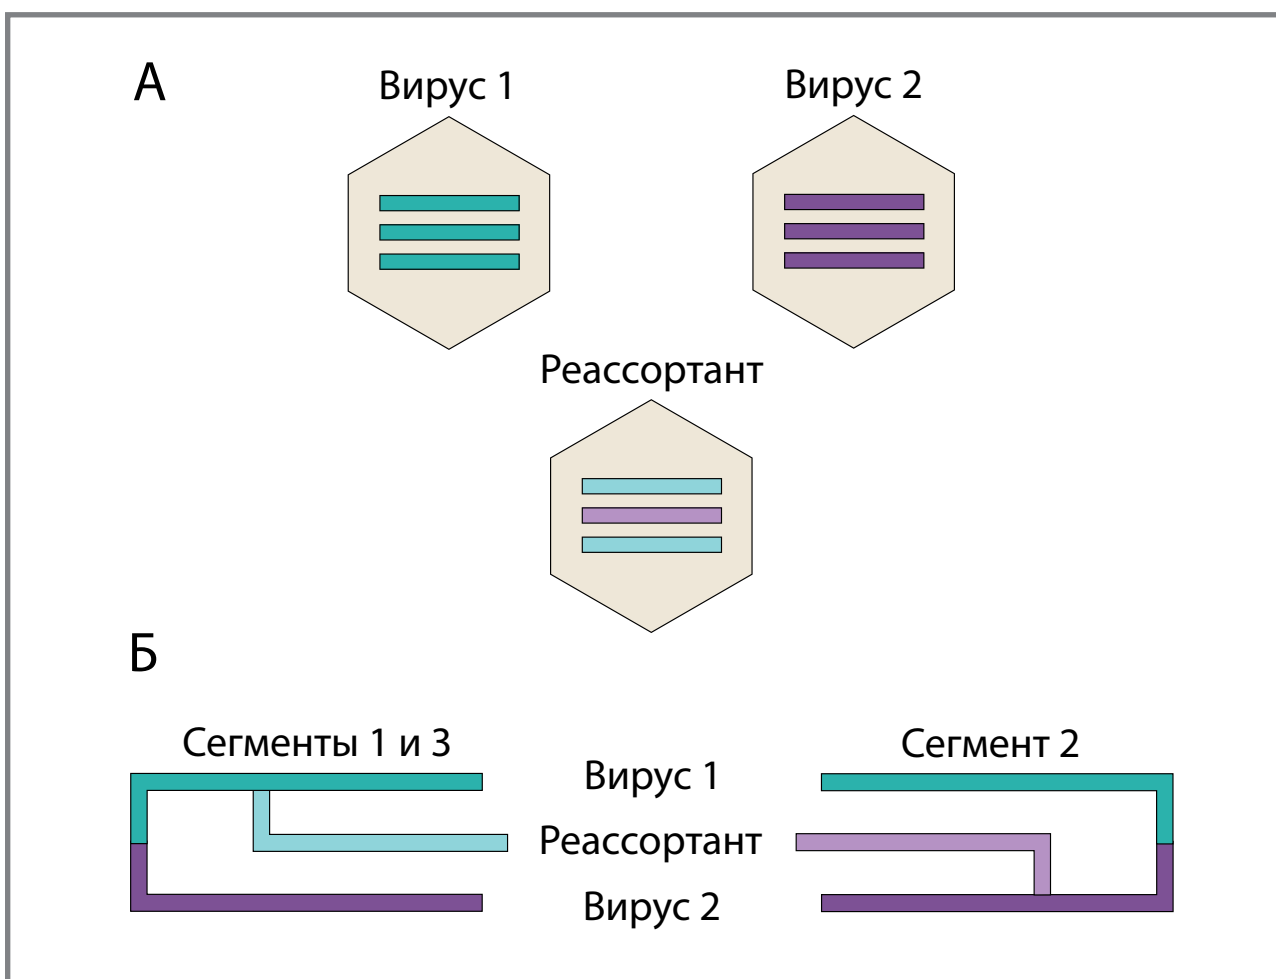 А
Вирус 1
Вирус 2
Реассортант
Б
Сегменты 1 и 3
Сегмент 2
Вирус 1
Реассортант
Вирус 2